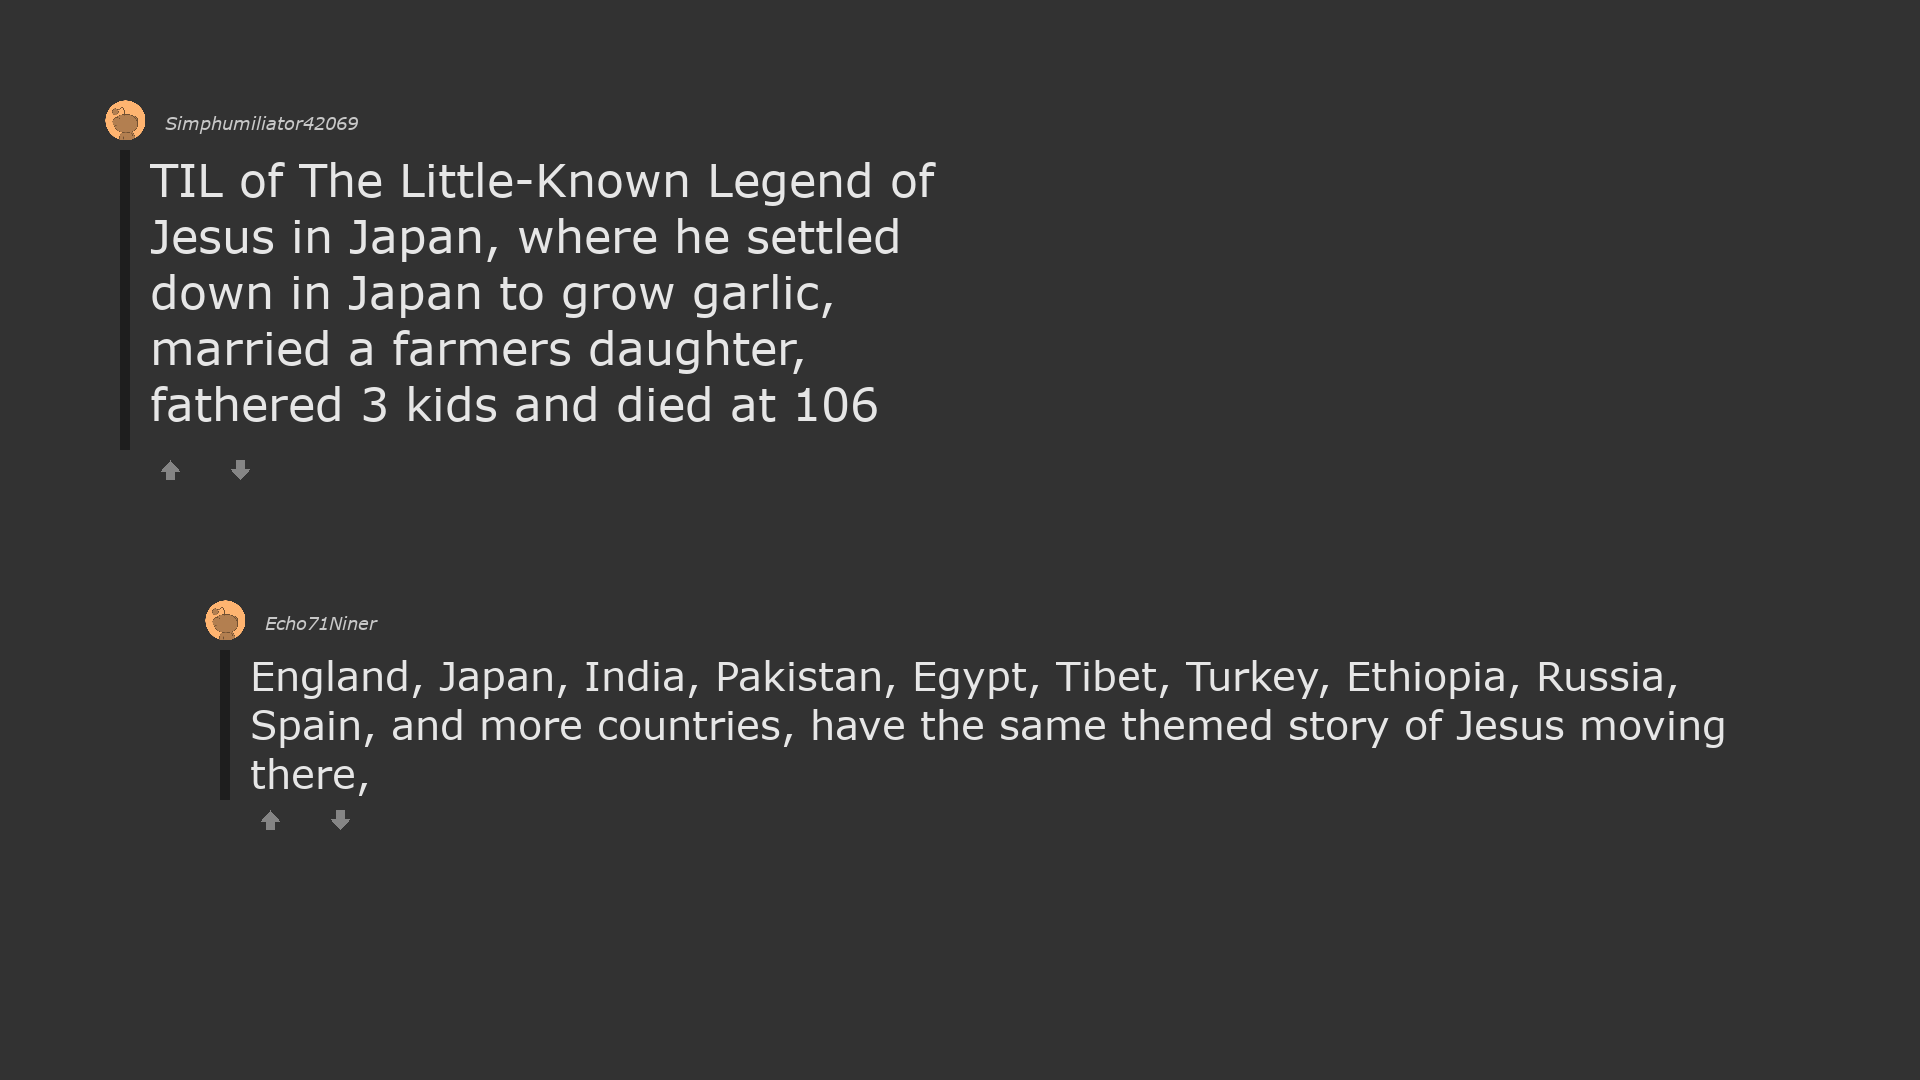 Simphumiliator42069
TIL of The Little-Known Legend of
Jesus in Japan, where he settled
down in Japan to grow garlic,
married a farmers daughter,
fathered 3 kids and died at 106
Echo71Niner
England, Japan, India, Pakistan, Egypt, Tibet, Turkey, Ethiopia, Russia,
Spain, and more countries, have the same themed story of Jesus moving
there,